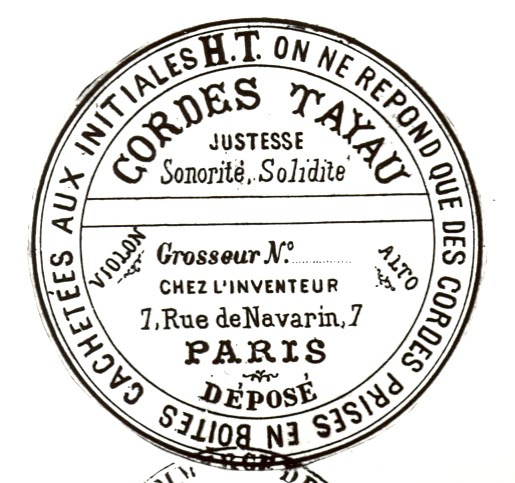 ON NE REPOND QUE DES CORDES PRISES EN BOITES CACHETÉES AUX INITIALES H.T.
CORDES TAYAU
JUSTESSE
Sonorité, Solidité
VIOLON
Grosseur N.º
ALTO
CHEZ L'INVENTEUR
7, Rue de Navarin, 7
PARIS
DÉPOSÉ